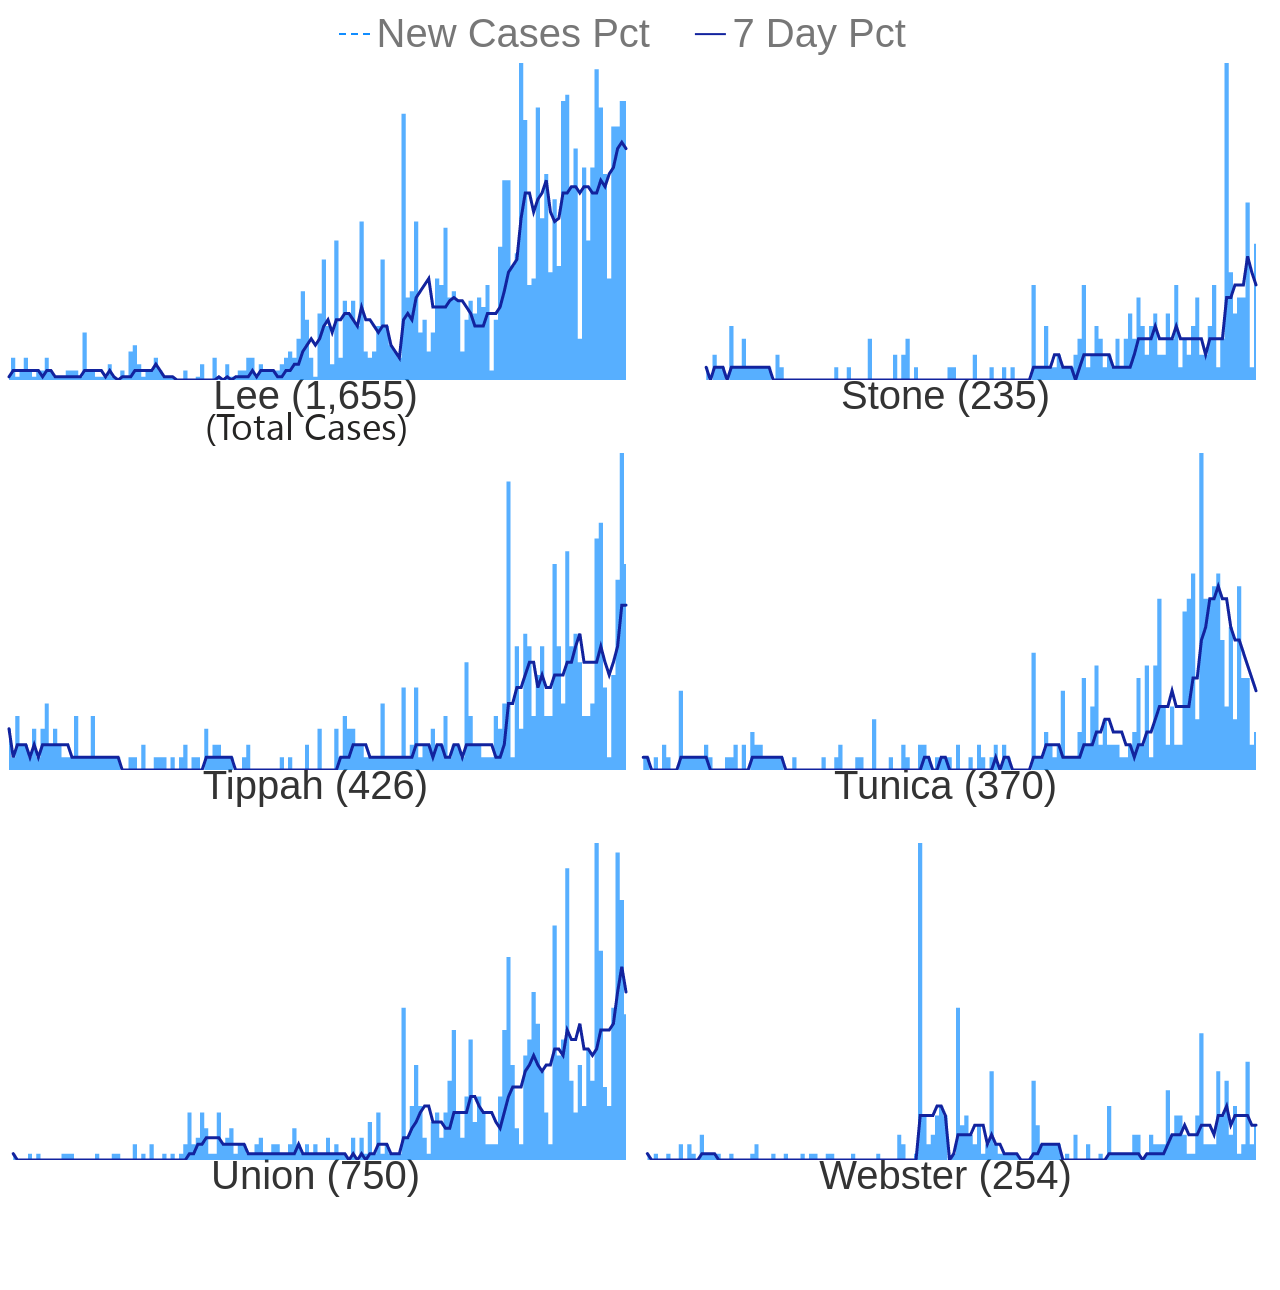 New Cases Pct 7 Day Pct
Lee (1,655) Stone (235)
(Total Cases)
Tippah (426) Tunica (370)
Union (750) Webster (254)